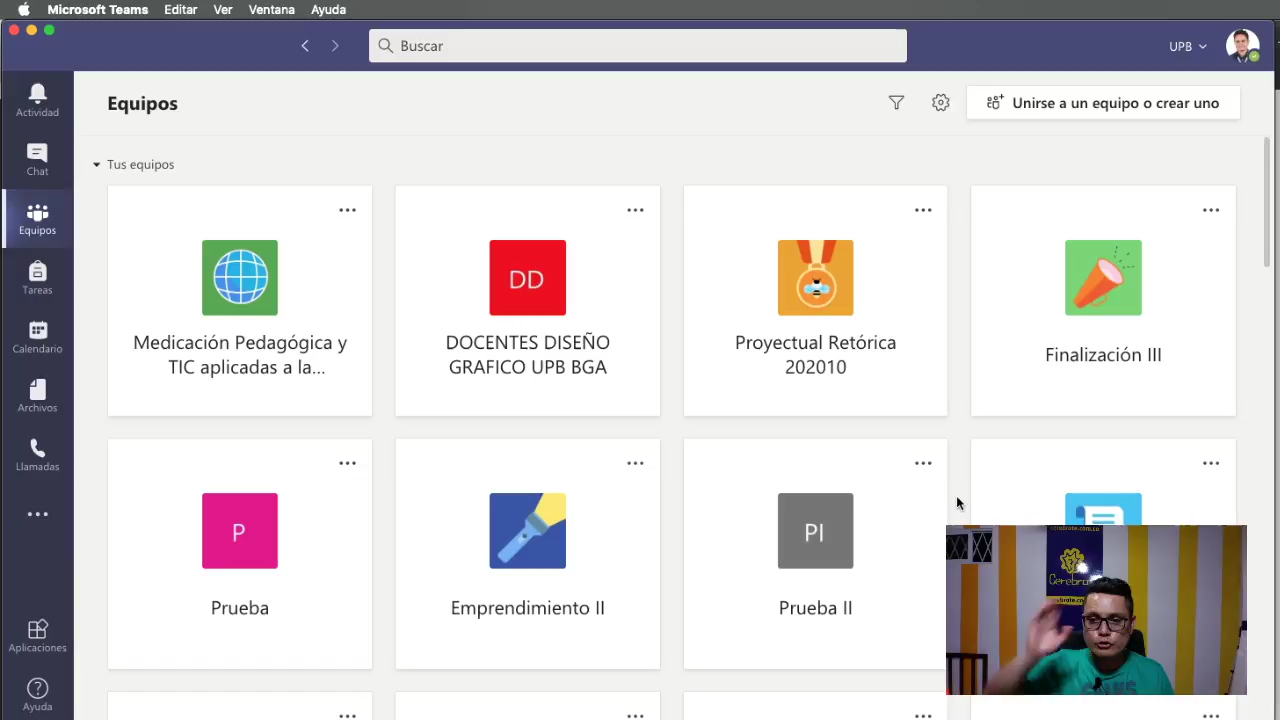 Microsoft Teams Editar Ver Ventana Ayuda
Buscar
UPB
Actividad
Chat
Equipos
Tareas
Calendario
Archivos
Llamadas
Aplicaciones
Ayuda
Equipos
Unirse a un equipo o crear uno
Tus equipos
Medicación Pedagógica y
TIC aplicadas a la...
DD
DOCENTES DISEÑO
GRAFICO UPB BGA
Proyectual Retórica
202010
Finalización III
P
Prueba
Emprendimiento II
PI
Prueba II